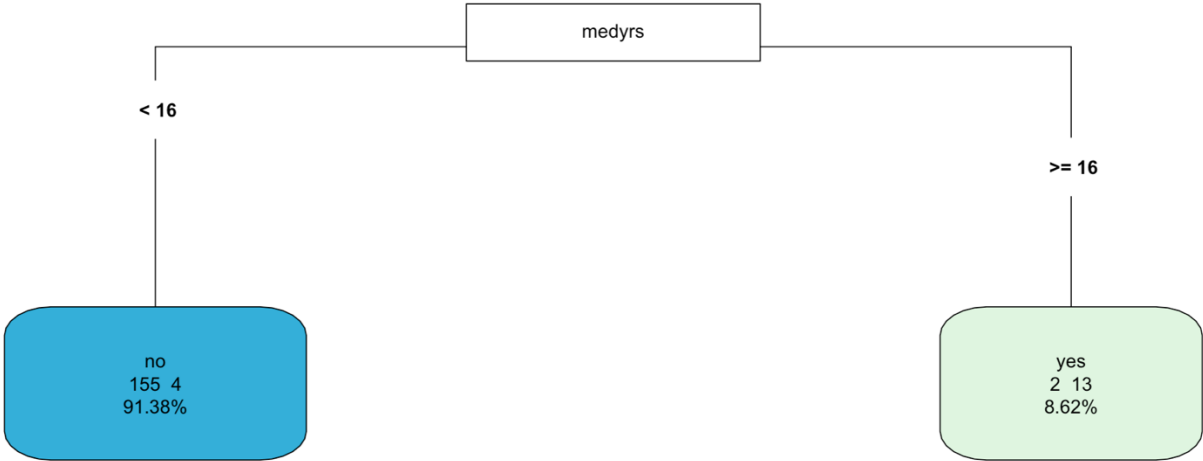 medyrs
< 16
>= 16
no
155 4
91.38%
yes
2 13
8.62%